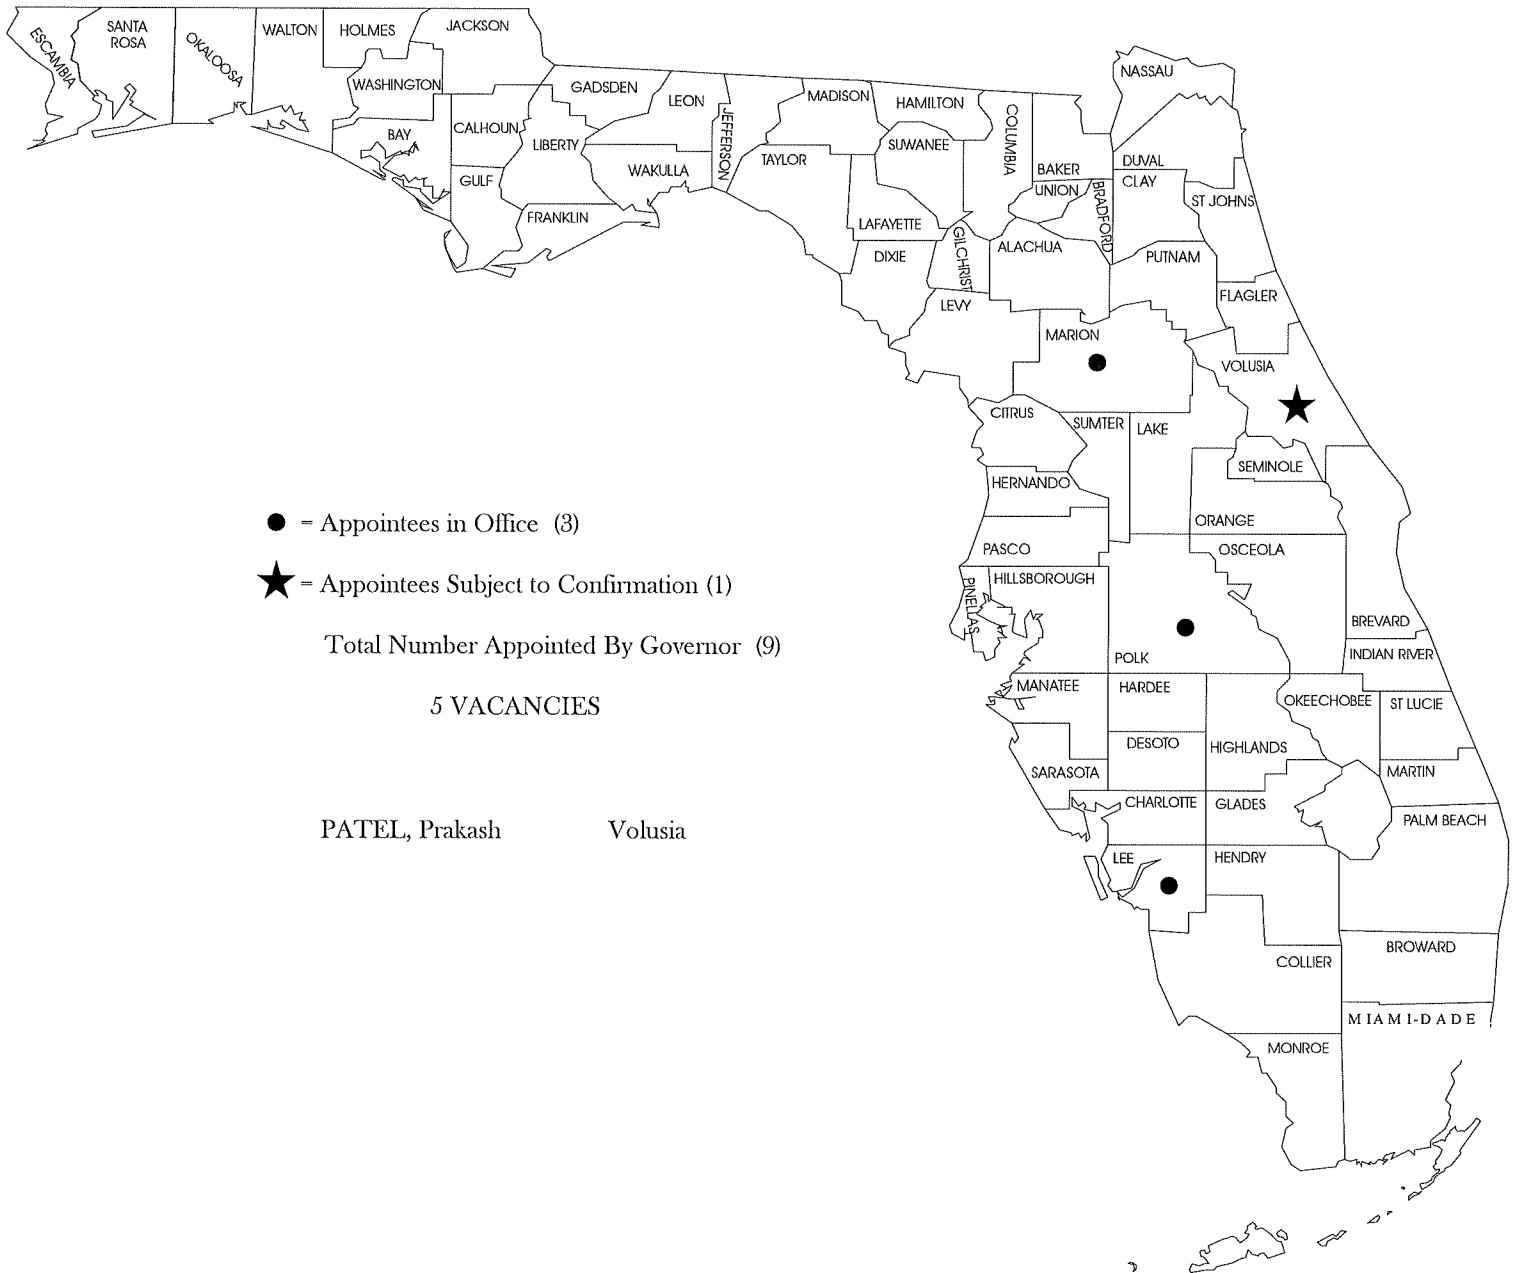 ESCAMBIA
SANTA
ROSA
OKALOOSA
WALTON
HOLMES
JACKSON
WASHINGTON
BAY
CALHOUN
GULF
GADSDEN
LIBERTY
FRANKLIN
LEON
WAKULLA
JEFFERSON
MADISON
TAYLOR
HAMILTON
SUWANEE
LAFAYETTE
DIXIE
COLUMBIA
GILCHRIST
LEVY
NASSAU
BAKER
UNION
BRADFORD
DUVAL
CLAY
ST JOHNS
ALACHUA
PUTNAM
FLAGLER
MARION
VOLUSIA
CITRUS
SUMTER
LAKE
SEMINOLE
HERNANDO
ORANGE
PASCO
OSCEOLA
PINELLAS
HILLSBOROUGH
POLK
BREVARD
INDIAN RIVER
MANATEE
HARDEE
OKEECHOBEE
ST LUCIE
DESOTO
HIGHLANDS
SARASOTA
MARTIN
CHARLOTTE
GLADES
PALM BEACH
LEE
HENDRY
BROWARD
COLLIER
MIAMI-DADE
MONROE
= Appointees in Office (3)
= Appointees Subject to Confirmation (1)
Total Number Appointed By Governor (9)
5 VACANCIES
PATEL, Prakash Volusia